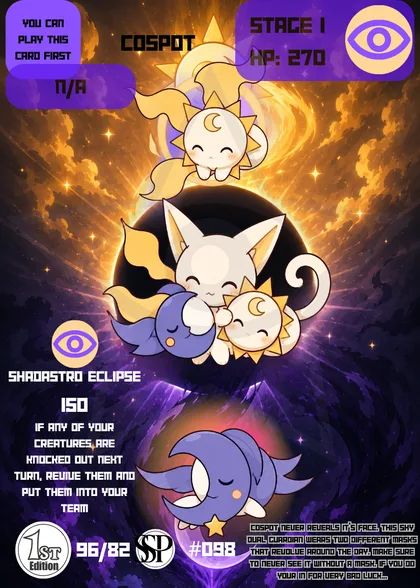 YOU CAN
PLAY THIS
CARD FIRST
N/A
COSPOT
STAGE 1
HP: 270
SHADASTRO ECLIPSE
150
IF ANY OF YOUR
CREATURES ARE
KNOCKED OUT NEXT
TURN, REVIVE THEM AND
PUT THEM INTO YOUR
TEAM
1ST
Edition
96/82
SP
#098
COSPOT NEVER REVEALS IT'S FACE. THIS SKY
DUAL GUARDIAN WEARS TWO DIFFERENT MASKS
THAT REVOLVE AROUND THE DAY. MAKE SURE
TO NEVER SEE IT WITHOUT A MASK. IF YOU DO
YOUR IN FOR VERY BAD LUCK...